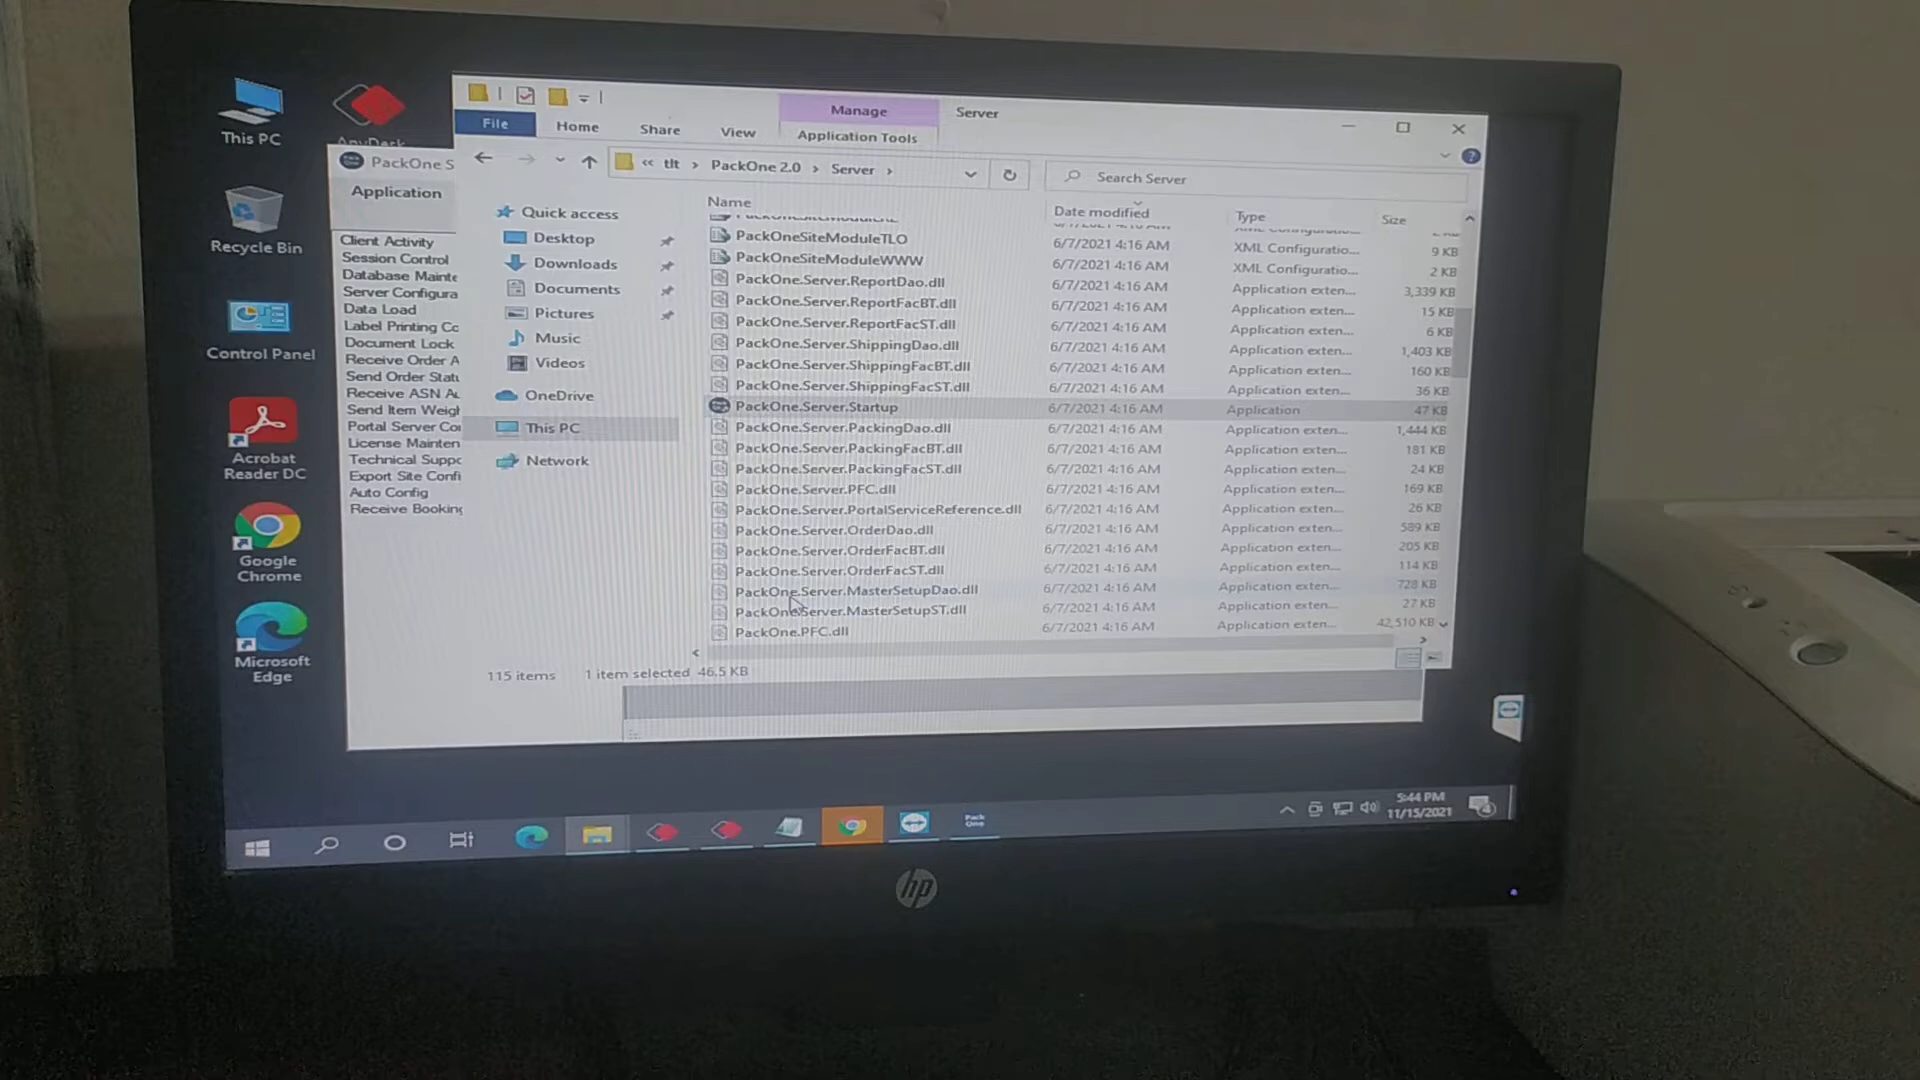 This PC
Recycle Bin
Control Panel
Acrobat
Reader DC
Google
Chrome
Microsoft
Edge
PackOne S
Application
Client Activity
Session Control
Database Mainte
Server Configura
Data Load
Label Printing Cc
Document Lock
Receive Order A
Send Order Statu
Receive ASN Au
Send Item Weigh
Portal Server Co
License Mainten
Technical Suppo
Export Site Confi
Auto Config
Receive Booking
Manage
Server
File
Home
Share
View
Application Tools
« tlt › PackOne 2.0 › Server ›
Search Server
Quick access
Desktop
Downloads
Documents
Pictures
Music
Videos
OneDrive
This PC
Network
Name Date modified Type Size
PackOneSiteModuleTLO 6/7/2021 4:16 AM XML Configuratio... 9 KB
PackOneSiteModuleWWW 6/7/2021 4:16 AM XML Configuratio... 2 KB
PackOne.Server.ReportDao.dll 6/7/2021 4:16 AM Application exten... 3,339 KB
PackOne.Server.ReportFacBT.dll 6/7/2021 4:16 AM Application exten... 15 KB
PackOne.Server.ReportFacST.dll 6/7/2021 4:16 AM Application exten... 6 KB
PackOne.Server.ShippingDao.dll 6/7/2021 4:16 AM Application exten... 1,403 KB
PackOne.Server.ShippingFacBT.dll 6/7/2021 4:16 AM Application exten... 160 KB
PackOne.Server.ShippingFacST.dll 6/7/2021 4:16 AM Application exten... 36 KB
PackOne.Server.Startup 6/7/2021 4:16 AM Application 47 KB
PackOne.Server.PackingDao.dll 6/7/2021 4:16 AM Application exten... 1,444 KB
PackOne.Server.PackingFacBT.dll 6/7/2021 4:16 AM Application exten... 181 KB
PackOne.Server.PackingFacST.dll 6/7/2021 4:16 AM Application exten... 24 KB
PackOne.Server.PFC.dll 6/7/2021 4:16 AM Application exten... 169 KB
PackOne.Server.PortalServiceReference.dll 6/7/2021 4:16 AM Application exten... 26 KB
PackOne.Server.OrderDao.dll 6/7/2021 4:16 AM Application exten... 589 KB
PackOne.Server.OrderFacBT.dll 6/7/2021 4:16 AM Application exten... 205 KB
PackOne.Server.OrderFacST.dll 6/7/2021 4:16 AM Application exten... 114 KB
PackOne.Server.MasterSetupDao.dll 6/7/2021 4:16 AM Application exten... 728 KB
PackOne.Server.MasterSetupST.dll 6/7/2021 4:16 AM Application exten... 27 KB
PackOne.PFC.dll 6/7/2021 4:16 AM Application exten... 42,510 KB
115 items 1 item selected 46.5 KB
Pack
One
5:44 PM
11/15/2021
4
hp